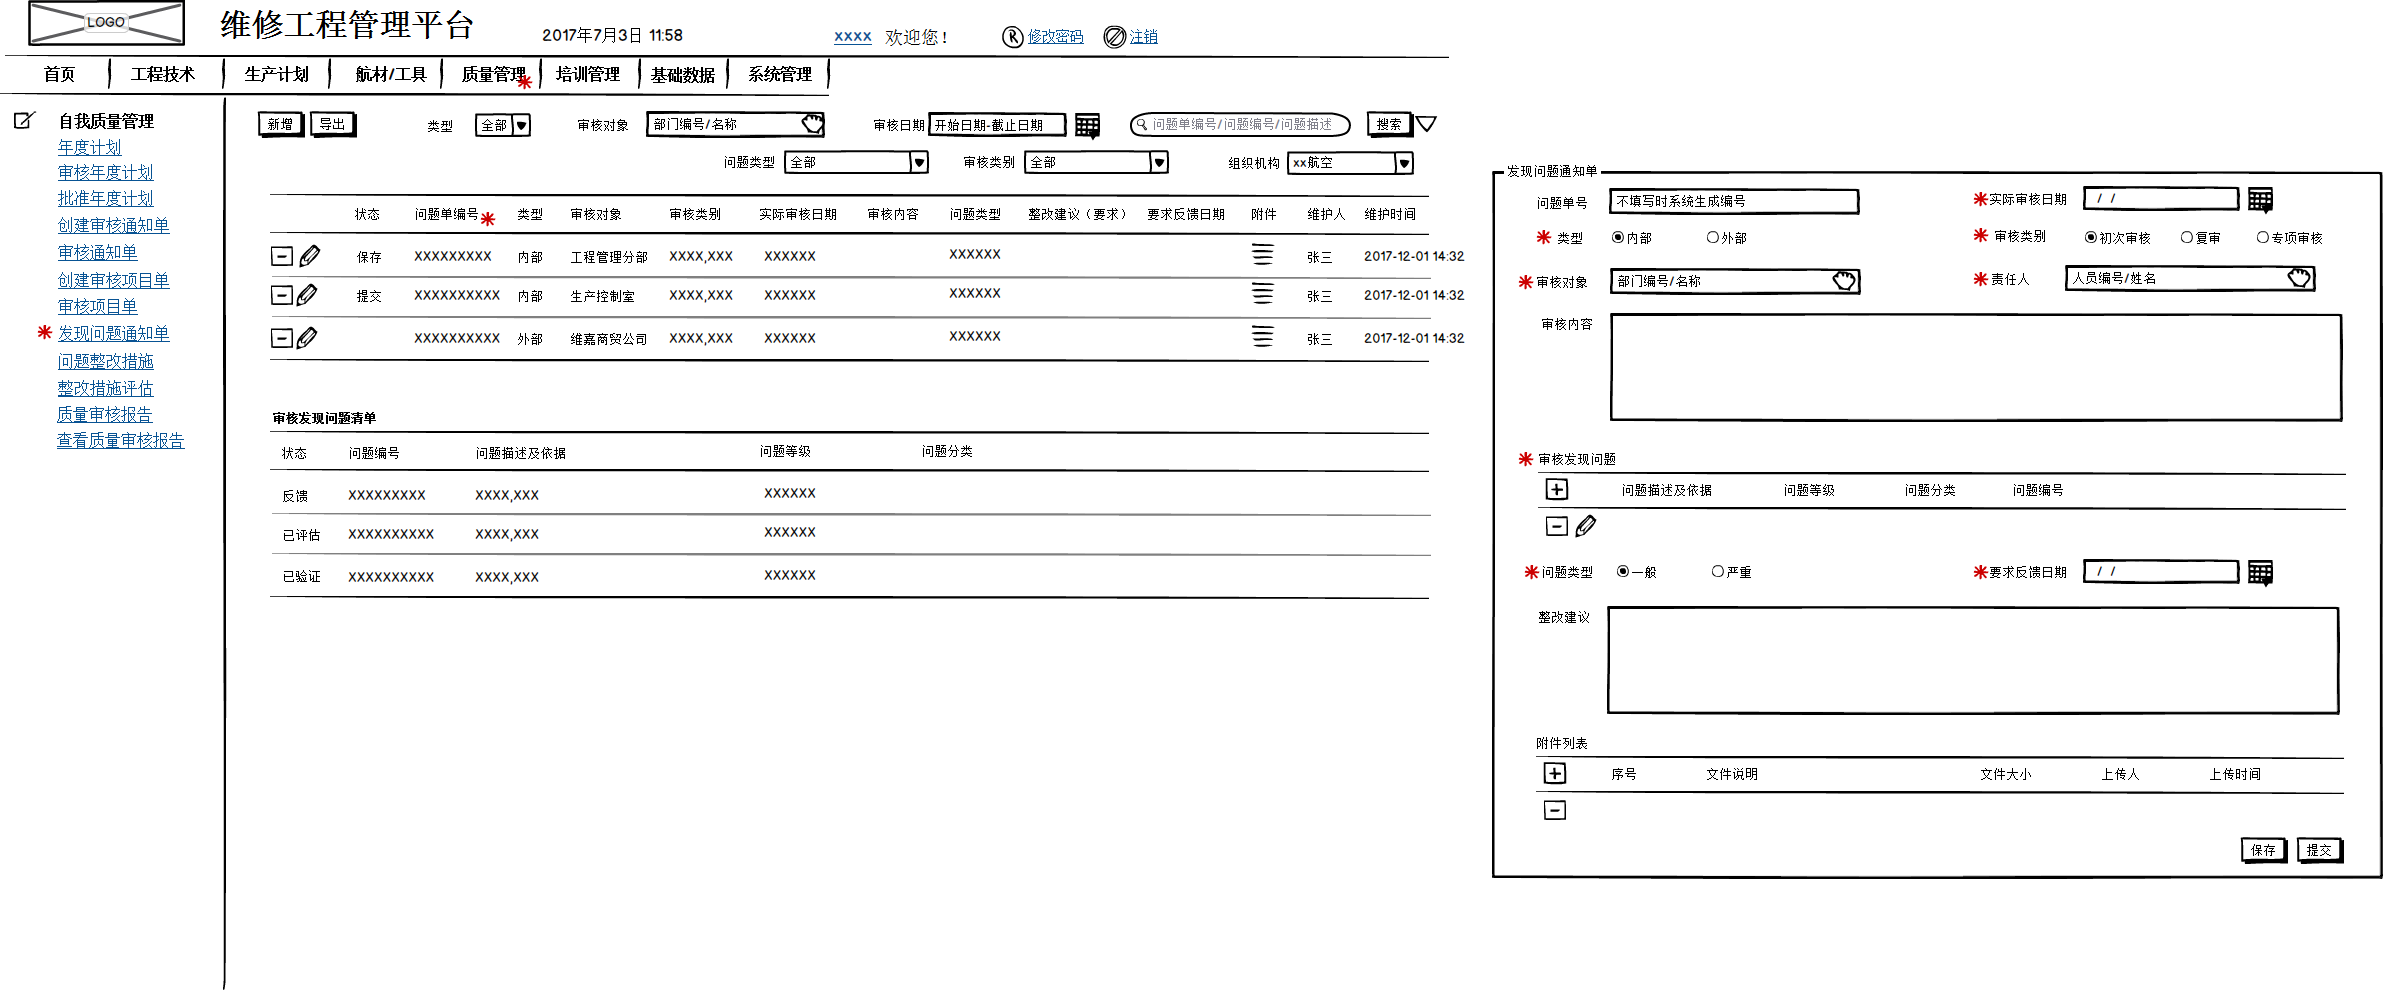 LOGO
维修工程管理平台
2017年7月3日 11:58
xxxx 欢迎您！
修改密码 注销
首页 工程技术 生产计划 航材/工具 质量管理 培训管理 基础数据 系统管理
自我质量管理
年度计划
审核年度计划
批准年度计划
创建审核通知单
审核通知单
创建审核项目单
审核项目单
发现问题通知单
问题整改措施
整改措施评估
质量审核报告
查看质量审核报告
新增 导出 类型 全部 审核对象 部门编号/名称 审核日期 开始日期-截止日期 问题单编号/问题编号/问题描述 搜索
问题类型 全部 审核类别 全部 组织机构 xx航空
状态 问题单编号 类型 审核对象 审核类别 实际审核日期 审核内容 问题类型 整改建议（要求） 要求反馈日期 附件 维护人 维护时间
保存 XXXXXXXXX 内部 工程管理分部 XXXX,XXX XXXXXX XXXXXX 张三 2017-12-01 14:32
提交 XXXXXXXXXX 内部 生产控制室 XXXX,XXX XXXXXX XXXXXX 张三 2017-12-01 14:32
XXXXXXXXXX 外部 维嘉商贸公司 XXXX,XXX XXXXXX XXXXXX 张三 2017-12-01 14:32
审核发现问题清单
状态 问题编号 问题描述及依据 问题等级 问题分类
反馈 XXXXXXXXX XXXX,XXX XXXXXX
已评估 XXXXXXXXXX XXXX,XXX XXXXXX
已验证 XXXXXXXXXX XXXX,XXX XXXXXX
发现问题通知单
问题单号 不填写时系统生成编号 实际审核日期 / /
类型 内部 外部 审核类别 初次审核 复审 专项审核
审核对象 部门编号/名称 责任人 人员编号/姓名
审核内容
审核发现问题
问题描述及依据 问题等级 问题分类 问题编号
问题类型 一般 严重 要求反馈日期 / /
整改建议
附件列表
序号 文件说明 文件大小 上传人 上传时间
保存 提交